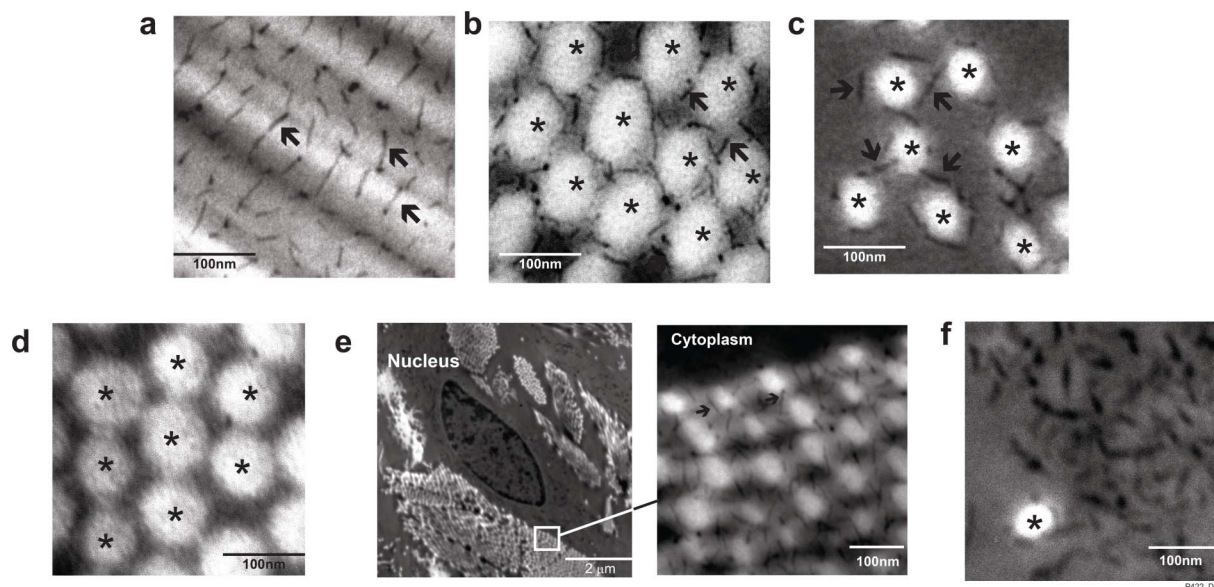 a
100nm
b
* * * * * * * * * *
100nm
c
* * * * * * *
100nm
d
* * * * * * * *
100nm
e
Nucleus
2 μm
Cytoplasm
100nm
f
*
100nm